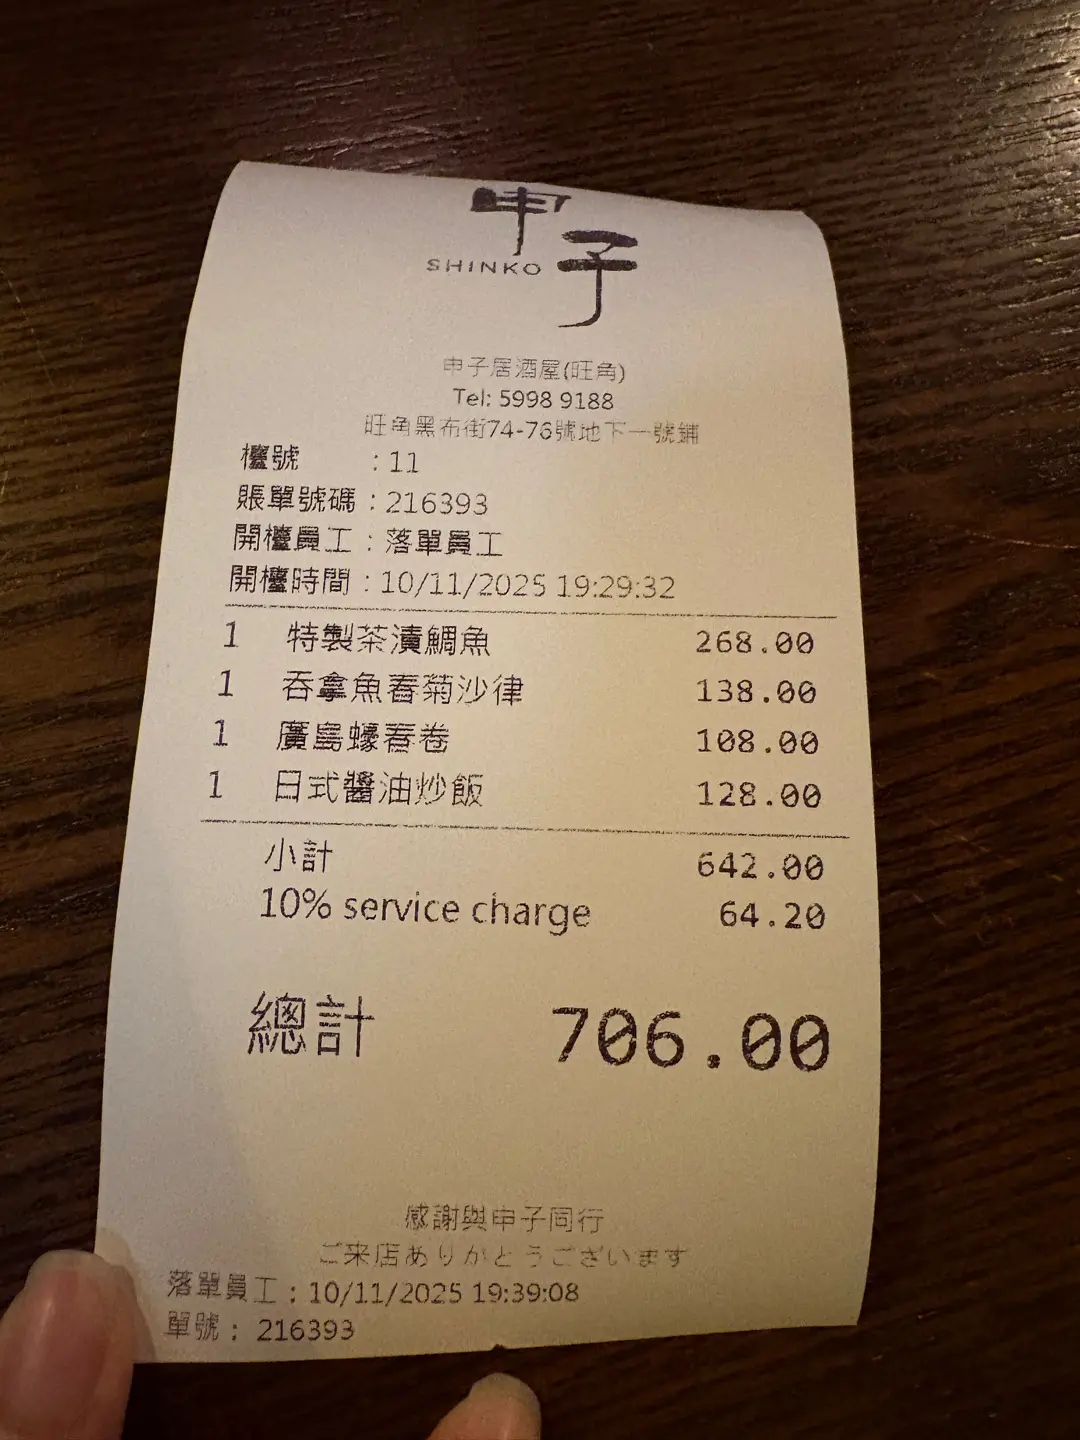 申子
SHINKO
申子居酒屋(旺角)
Tel: 5998 9188
旺角黑布街74-76號地下一號鋪
檯號 : 11
賬單號碼 : 216393
開檯員工 : 落單員工
開檯時間 : 10/11/2025 19:29:32
1 特製茶漬鯛魚 268.00
1 吞拿魚春菊沙律 138.00
1 廣島蠔春卷 108.00
1 日式醬油炒飯 128.00
小計 642.00
10% service charge 64.20
總計 706.00
感謝與申子同行
ご来店ありがとうございます
落單員工 : 10/11/2025 19:39:08
單號 : 216393